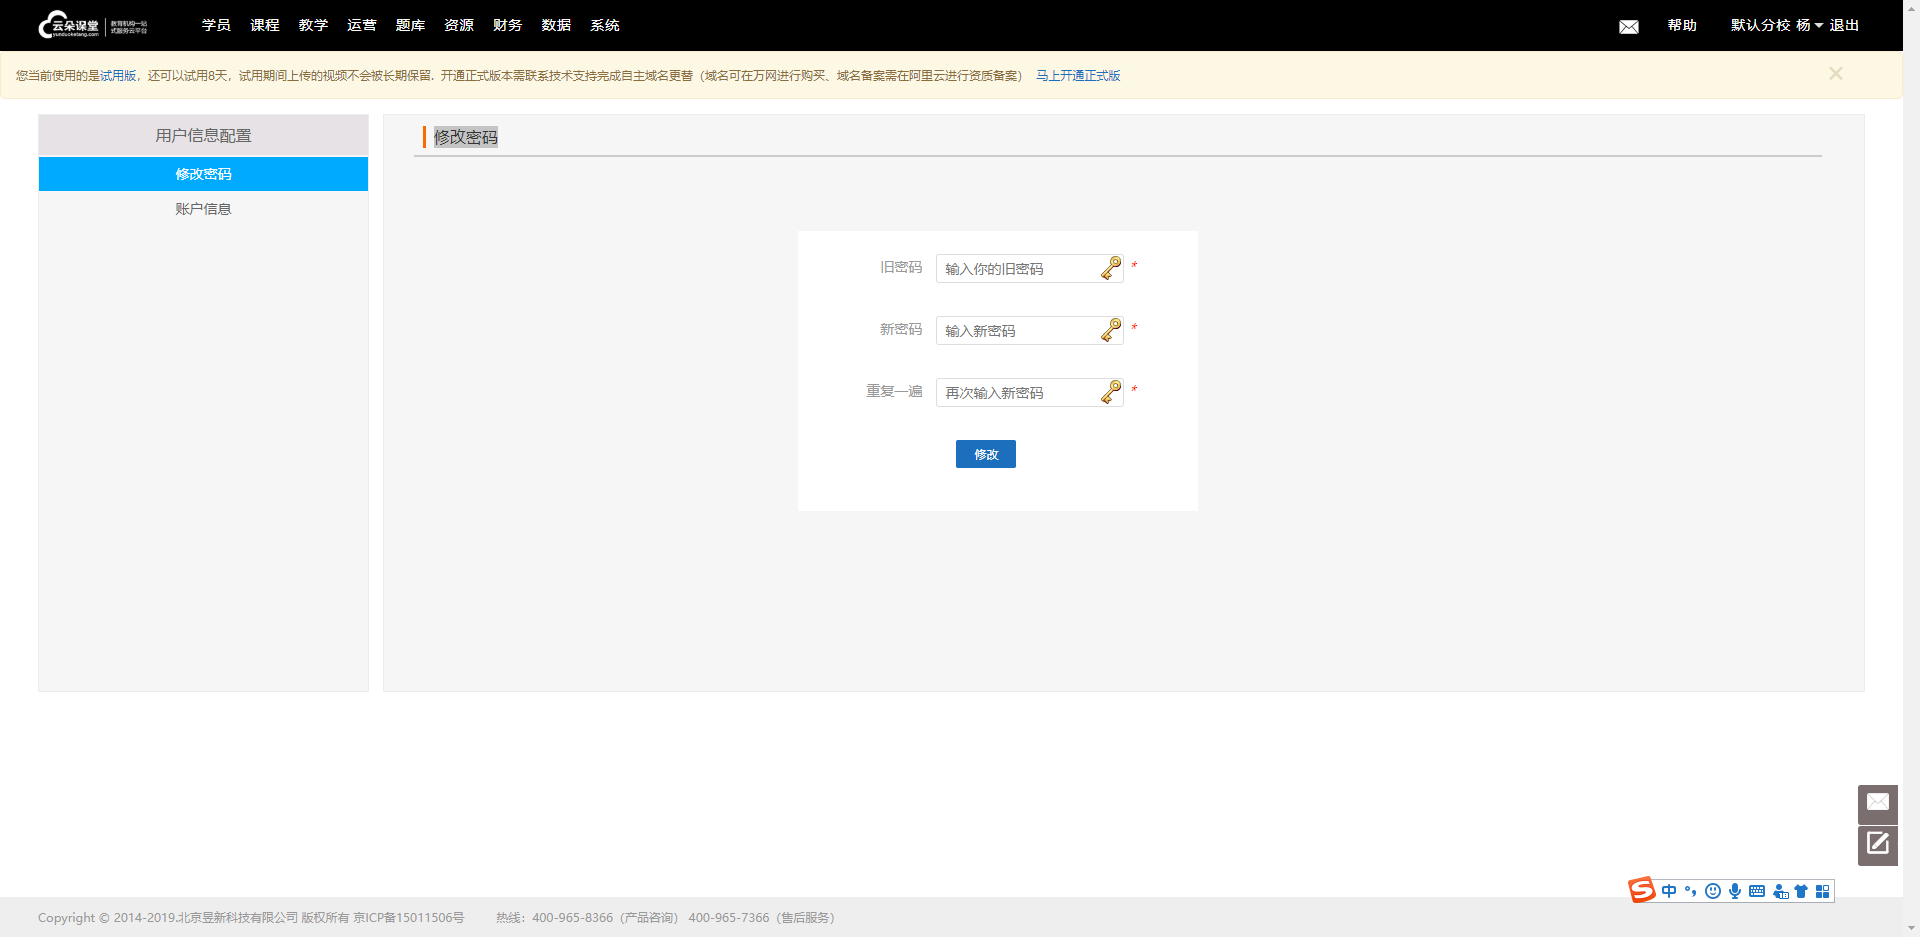 云朵课堂 yunduoketang.com 教育机构一站式服务云平台
学员 课程 教学 运营 题库 资源 财务 数据 系统 帮助 默认分校 杨 退出
您当前使用的是试用版，还可以试用8天，试用期间上传的视频不会被长期保留. 开通正式版本需联系技术支持完成自主域名更替（域名可在万网进行购买、域名备案需在阿里云进行资质备案） 马上开通正式版
用户信息配置
修改密码
账户信息
修改密码
旧密码 输入你的旧密码 *
新密码 输入新密码 *
重复一遍 再次输入新密码 *
修改
中
Copyright © 2014-2019.北京昱新科技有限公司 版权所有 京ICP备15011506号 热线：400-965-8366（产品咨询） 400-965-7366（售后服务）